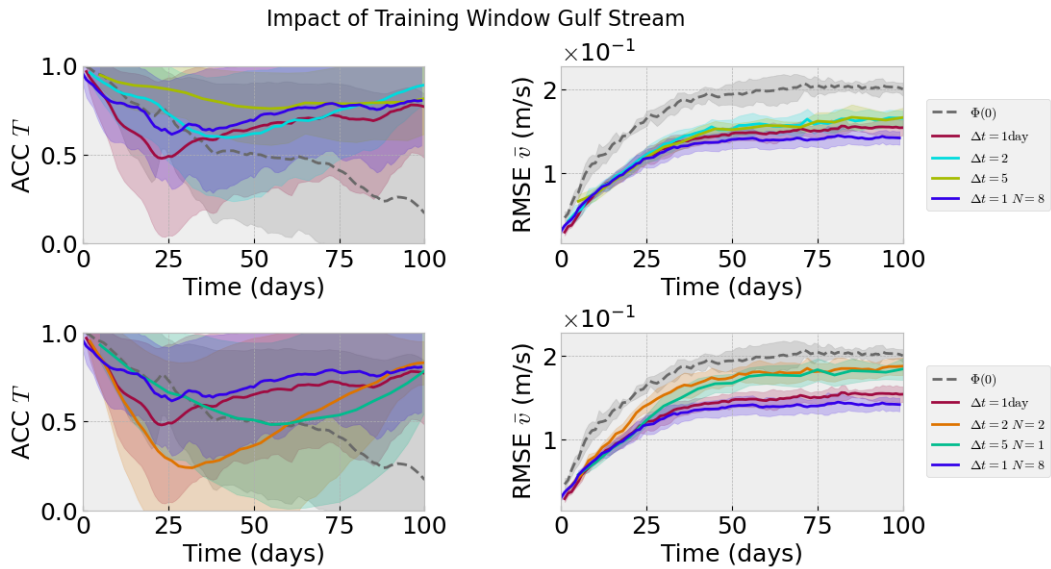 Impact of Training Window Gulf Stream
1.0
0.5
0.0
ACC T
0
25
50
75
100
Time (days)
×10⁻¹
2
1
RMSE v̄ (m/s)
0
25
50
75
100
Time (days)
Φ(0)
Δt = 1day
Δt = 2
Δt = 5
Δt = 1 N = 8
1.0
0.5
0.0
ACC T
0
25
50
75
100
Time (days)
×10⁻¹
2
1
RMSE v̄ (m/s)
0
25
50
75
100
Time (days)
Φ(0)
Δt = 1day
Δt = 2 N = 2
Δt = 5 N = 1
Δt = 1 N = 8